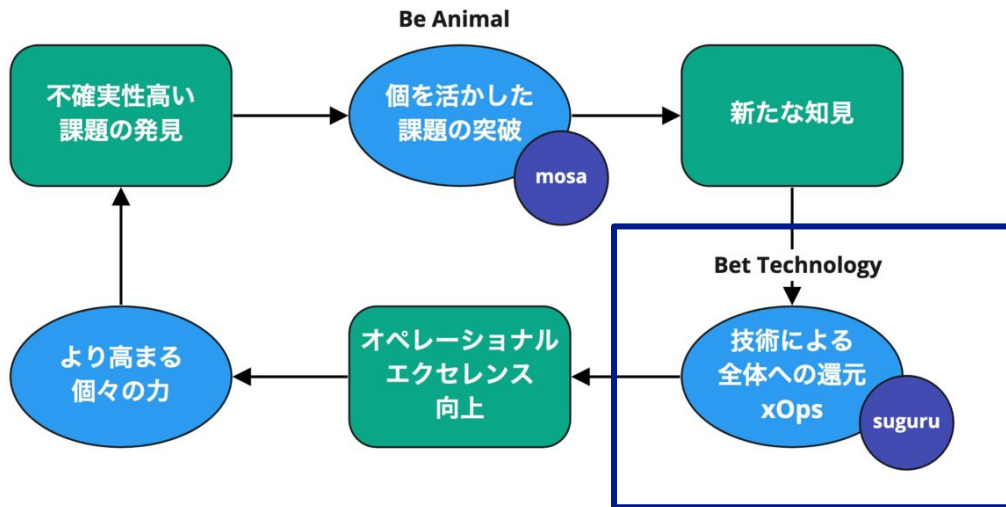 Be Animal
不確実性高い
課題の発見
個を活かした
課題の突破
mosa
新たな知見
Bet Technology
より高まる
個々の力
オペレーショナル
エクセレンス
向上
技術による
全体への還元
xOps
suguru